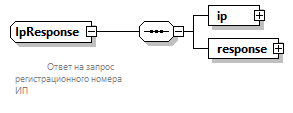 IpResponse
ip
response
Ответ на запрос
регистрационного номера
ИП